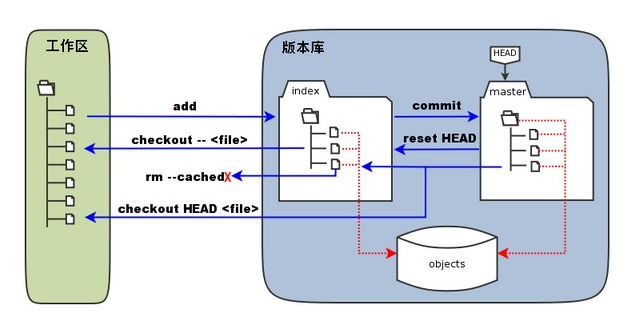 工作区
版本库
HEAD
index
master
add
commit
checkout -- <file>
reset HEAD
rm --cached
X
checkout HEAD <file>
objects